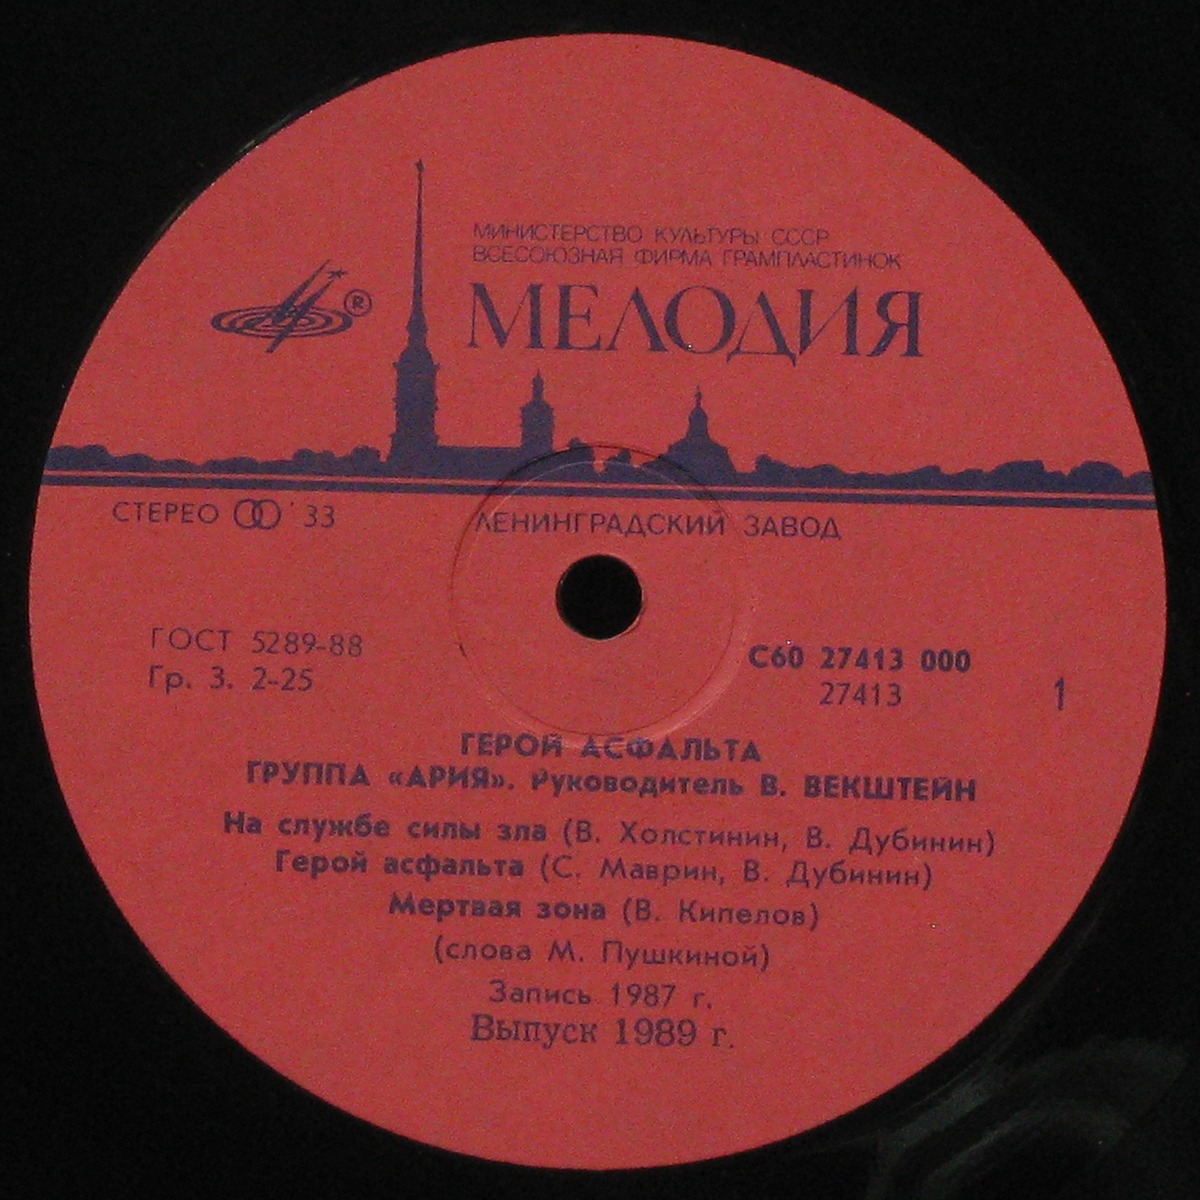 МИНИСТЕРСТВО КУЛЬТУРЫ СССР
ВСЕСОЮЗНАЯ ФИРМА ГРАМПЛАСТИНОК
МЕЛОДИЯ
®
СТЕРЕО ' 33
ЛЕНИНГРАДСКИЙ ЗАВОД
ГОСТ 5289-88
Гр. 3. 2-25
С60 27413 000
27413
1
ГЕРОЙ АСФАЛЬТА
ГРУППА «АРИЯ». Руководитель В. ВЕКШТЕЙН
На службе силы зла (В. Холстинин, В. Дубинин)
Герой асфальта (С. Маврин, В. Дубинин)
Мертвая зона (В. Кипелов)
(слова М. Пушкиной)
Запись 1987 г.
Выпуск 1989 г.